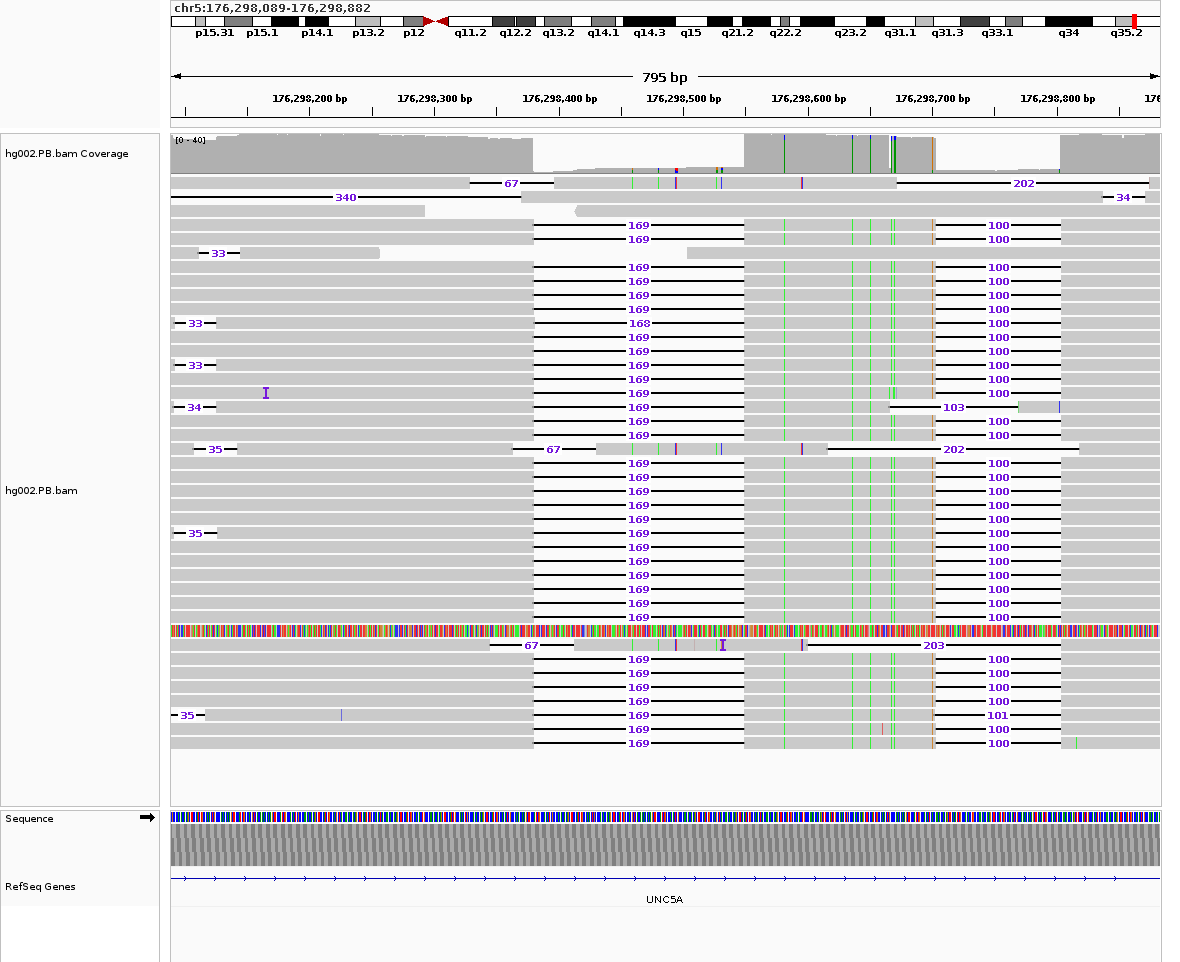 chr5:176,298,089-176,298,882
p15.31 p15.1 p14.1 p13.2 p12 q11.2 q12.2 q13.2 q14.1 q14.3 q15 q21.2 q22.2 q23.2 q31.1 q31.3 q33.1 q34 q35.2
795 bp
176,298,200 bp 176,298,300 bp 176,298,400 bp 176,298,500 bp 176,298,600 bp 176,298,700 bp 176,298,800 bp 176
[0 - 40]
hg002.PB.bam Coverage
67 202
340 34
169 100
169 100
33
169 100
169 100
169 100
169 100
33 168 100
169 100
169 100
33 169 100
169 100
I 169 100
34 169 103
169 100
169 100
35 67 202
169 100
169 100
hg002.PB.bam
169 100
169 100
169 100
35 169 100
169 100
169 100
169 100
169 100
169 100
169 100
67 I 203
169 100
169 100
169 100
169 100
35 169 101
169 100
169 100
Sequence
RefSeq Genes
UNC5A